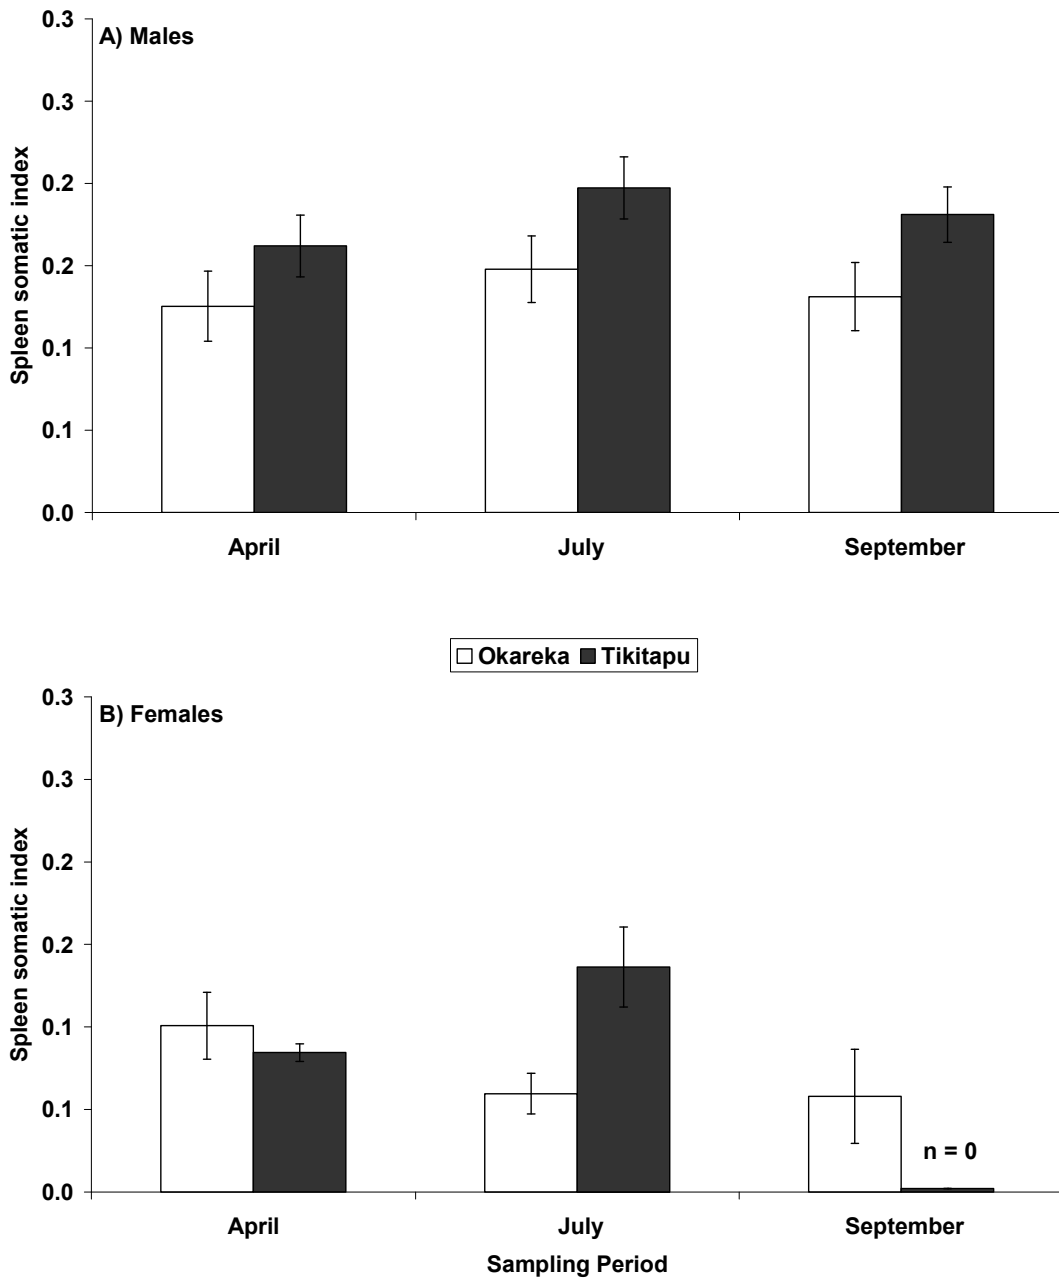 A) Males
Spleen somatic index
0.3
0.3
0.2
0.2
0.1
0.1
0.0
April July September
Okareka Tikitapu
B) Females
Spleen somatic index
0.3
0.3
0.2
0.2
0.1
0.1
0.0
n = 0
April July September
Sampling Period